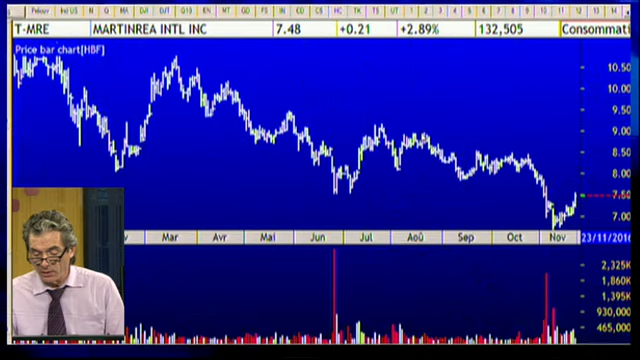 T-MRE MARTINREA INTL INC 7.48 +0.21 +2.89% 132,505 Consommati
Price bar chart[HBF]
10.50
10.00
9.50
9.00
8.50
8.00
7.50
7.00
Mar Avr Mai Jun Jul Aoû Sep Oct Nov 23/11/2010
2,325K
1,860K
1,395K
930,000
465,000